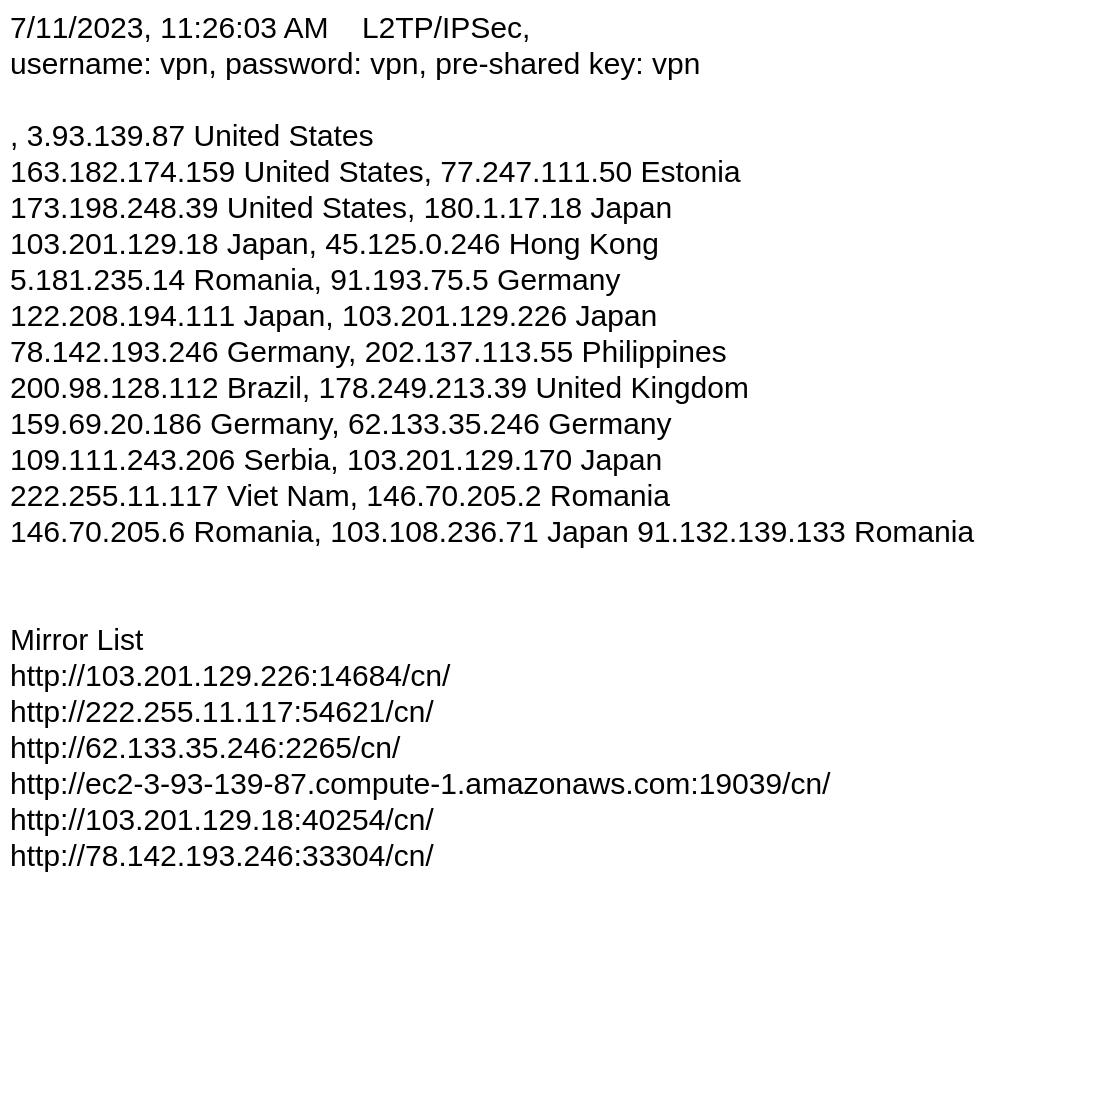 7/11/2023, 11:26:03 AM    L2TP/IPSec,
username: vpn, password: vpn, pre-shared key: vpn
, 3.93.139.87 United States
163.182.174.159 United States, 77.247.111.50 Estonia
173.198.248.39 United States, 180.1.17.18 Japan
103.201.129.18 Japan, 45.125.0.246 Hong Kong
5.181.235.14 Romania, 91.193.75.5 Germany
122.208.194.111 Japan, 103.201.129.226 Japan
78.142.193.246 Germany, 202.137.113.55 Philippines
200.98.128.112 Brazil, 178.249.213.39 United Kingdom
159.69.20.186 Germany, 62.133.35.246 Germany
109.111.243.206 Serbia, 103.201.129.170 Japan
222.255.11.117 Viet Nam, 146.70.205.2 Romania
146.70.205.6 Romania, 103.108.236.71 Japan 91.132.139.133 Romania
Mirror List
http://103.201.129.226:14684/cn/
http://222.255.11.117:54621/cn/
http://62.133.35.246:2265/cn/
http://ec2-3-93-139-87.compute-1.amazonaws.com:19039/cn/
http://103.201.129.18:40254/cn/
http://78.142.193.246:33304/cn/